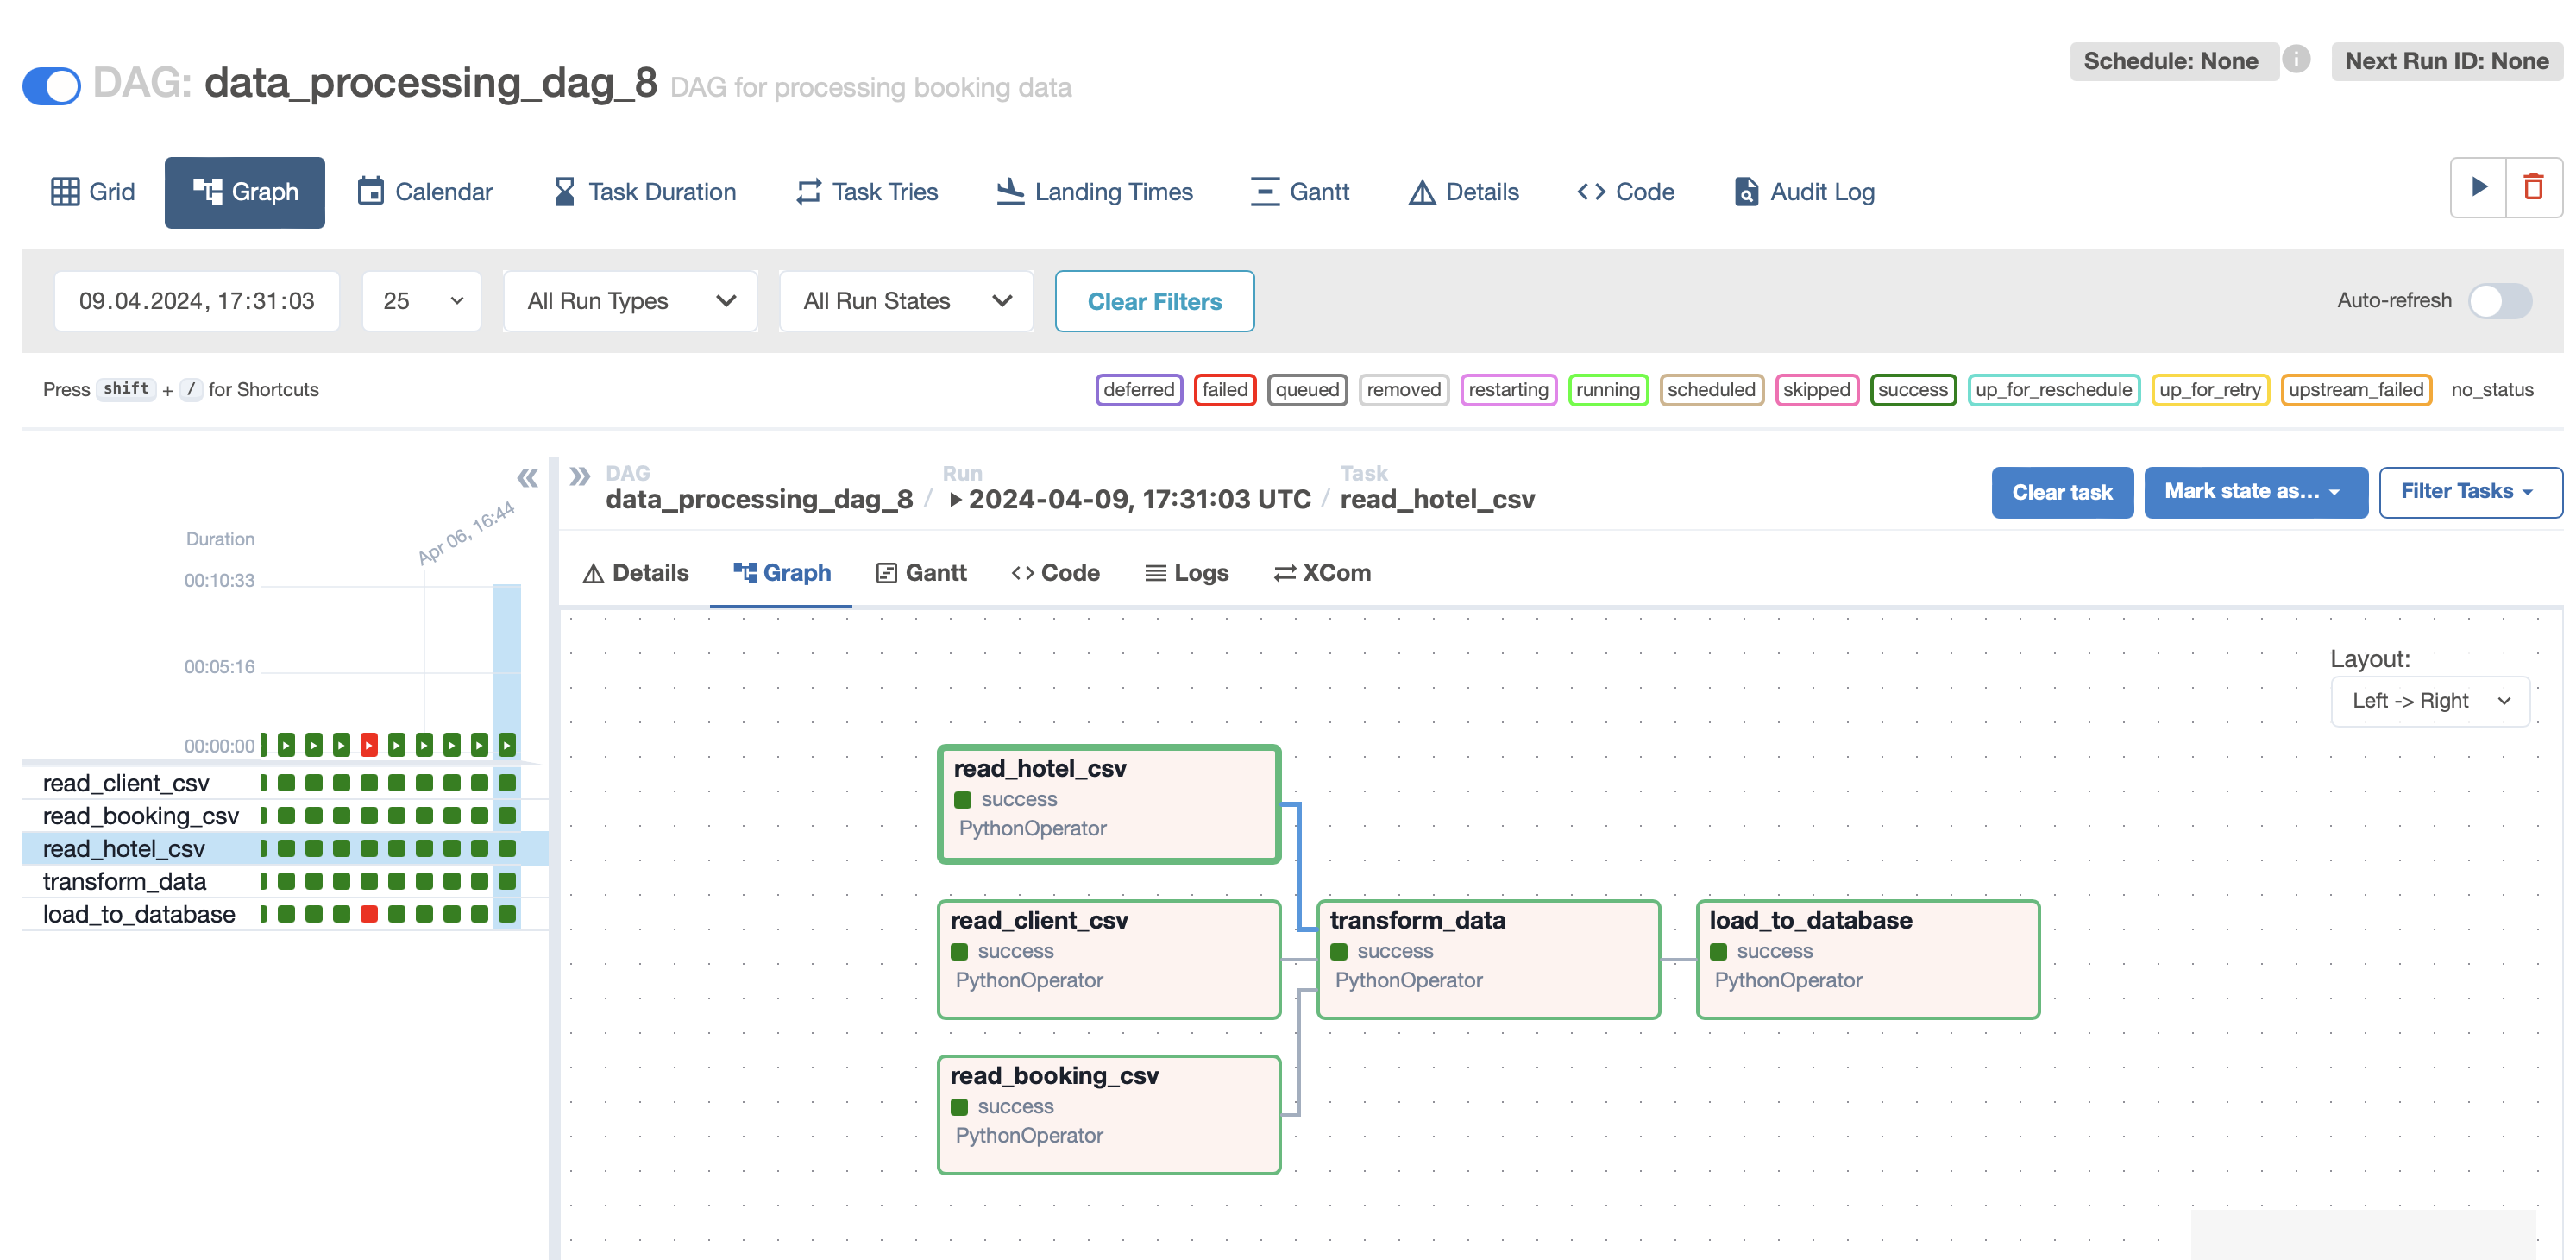 Schedule: None Next Run ID: None
DAG: data_processing_dag_8 DAG for processing booking data
Grid Graph Calendar Task Duration Task Tries Landing Times Gantt Details Code Audit Log
09.04.2024, 17:31:03 25 All Run Types All Run States Clear Filters Auto-refresh
Press shift + / for Shortcuts deferred failed queued removed restarting running scheduled skipped success up_for_reschedule up_for_retry upstream_failed no_status
DAG Run Task
data_processing_dag_8 / 2024-04-09, 17:31:03 UTC / read_hotel_csv
Clear task Mark state as... Filter Tasks
Apr 06, 16:44
Duration
00:10:33
00:05:16
00:00:00
read_client_csv
read_booking_csv
read_hotel_csv
transform_data
load_to_database
Details Graph Gantt Code Logs XCom
Layout:
Left -> Right
read_hotel_csv
success
PythonOperator
read_client_csv
success
PythonOperator
transform_data
success
PythonOperator
load_to_database
success
PythonOperator
read_booking_csv
success
PythonOperator